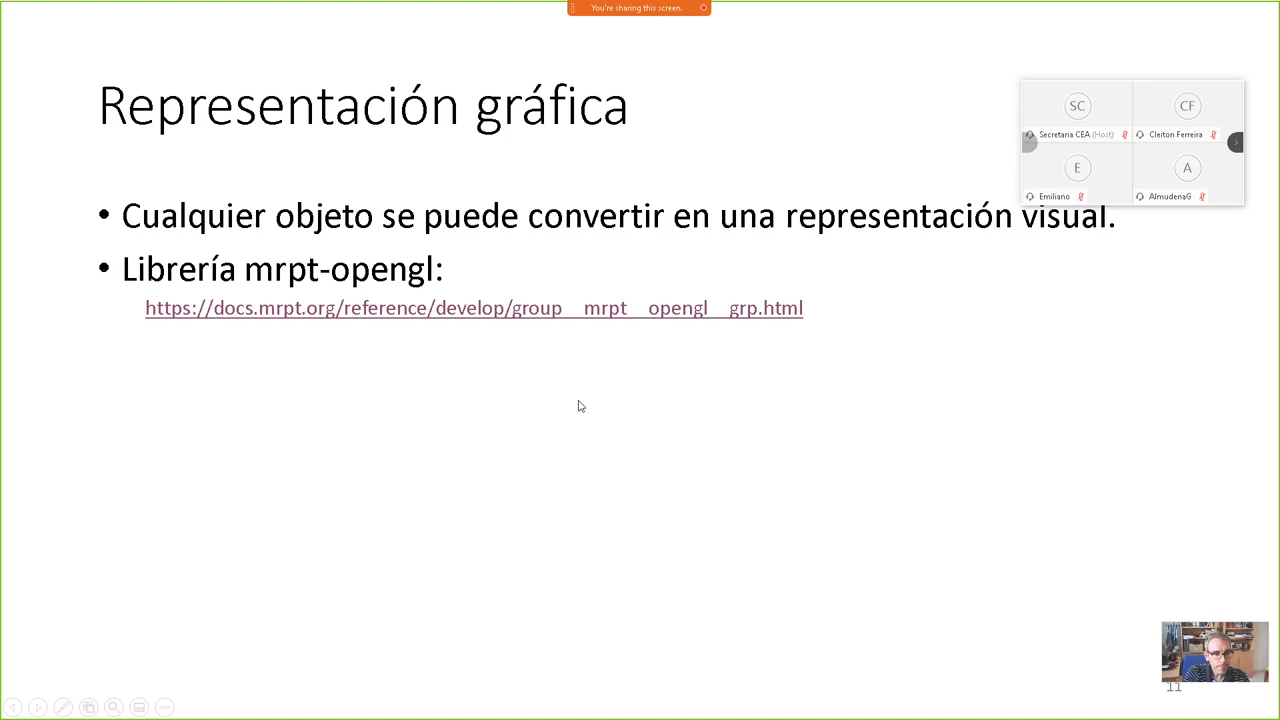 You're sharing this screen.
Representación gráfica
SC
CF
Secretaria CEA (Host)
Cleiton Ferreira
E
A
Emiliano
AlmudenaG
• Cualquier objeto se puede convertir en una representación visual.
• Librería mrpt-opengl:
https://docs.mrpt.org/reference/develop/group__mrpt__opengl__grp.html
11